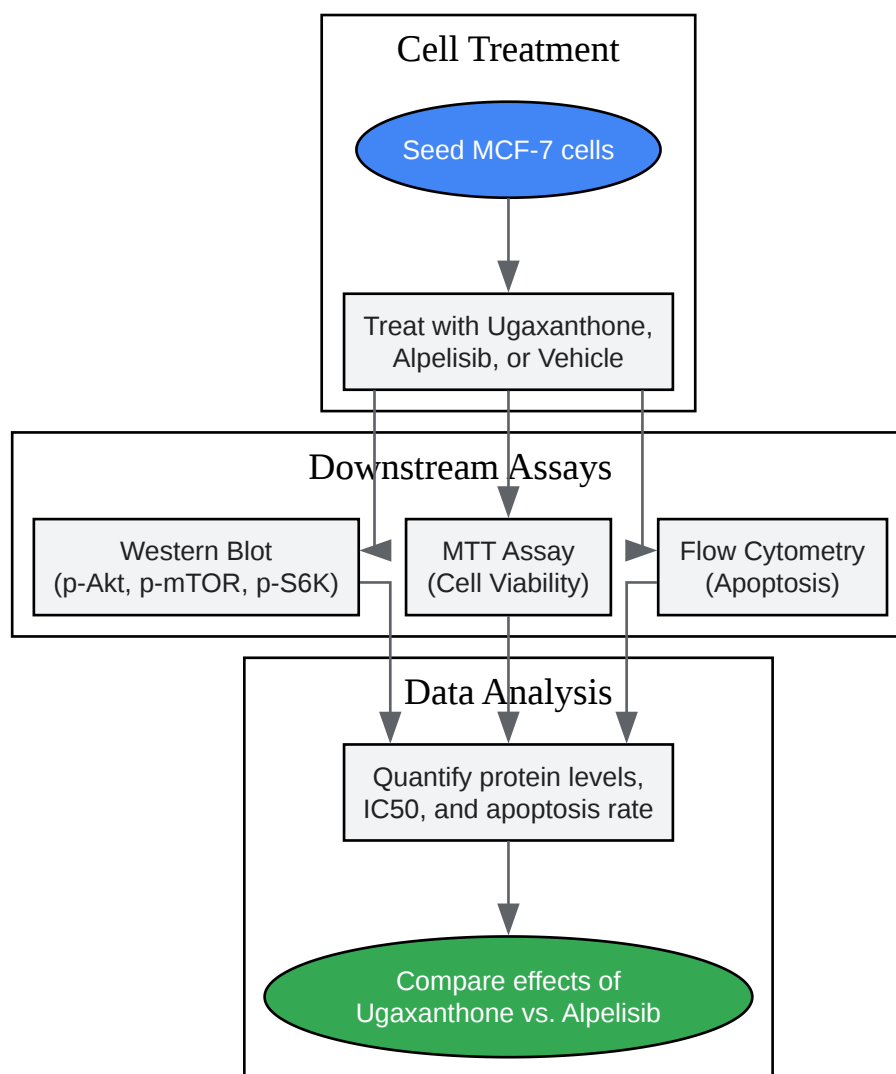 Cell Treatment
Seed MCF-7 cells
Treat with Ugaxanthone,
Alpelisib, or Vehicle
Downstream Assays
Western Blot
(p-Akt, p-mTOR, p-S6K)
MTT Assay
(Cell Viability)
Flow Cytometry
(Apoptosis)
Data Analysis
Quantify protein levels,
IC50, and apoptosis rate
Compare effects of
Ugaxanthone vs. Alpelisib